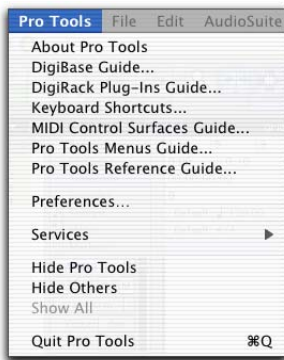 Pro Tools File Edit AudioSuite
About Pro Tools
DigiBase Guide...
DigiRack Plug-Ins Guide...
Keyboard Shortcuts...
MIDI Control Surfaces Guide...
Pro Tools Menus Guide...
Pro Tools Reference Guide...
Preferences...
Services
Hide Pro Tools
Hide Others
Show All
Quit Pro Tools ⌘Q